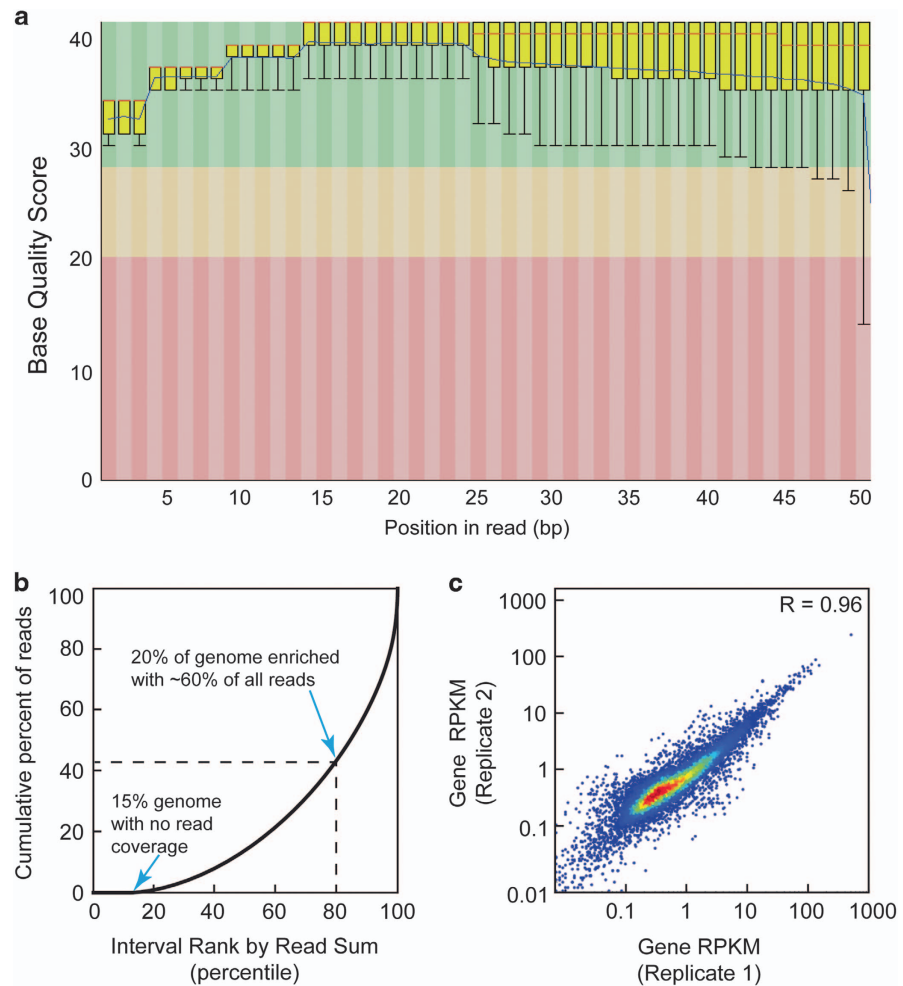 a
40
30
20
10
0
Base Quality Score
5 10 15 20 25 30 35 40 45 50
Position in read (bp)
b
100
80
60
40
20
0
Cumulative percent of reads
20% of genome enriched
with ~60% of all reads
15% genome
with no read
coverage
0 20 40 60 80 100
Interval Rank by Read Sum
(percentile)
c
R = 0.96
1000
100
10
1
0.1
0.01
Gene RPKM
(Replicate 2)
0.1 1 10 100 1000
Gene RPKM
(Replicate 1)